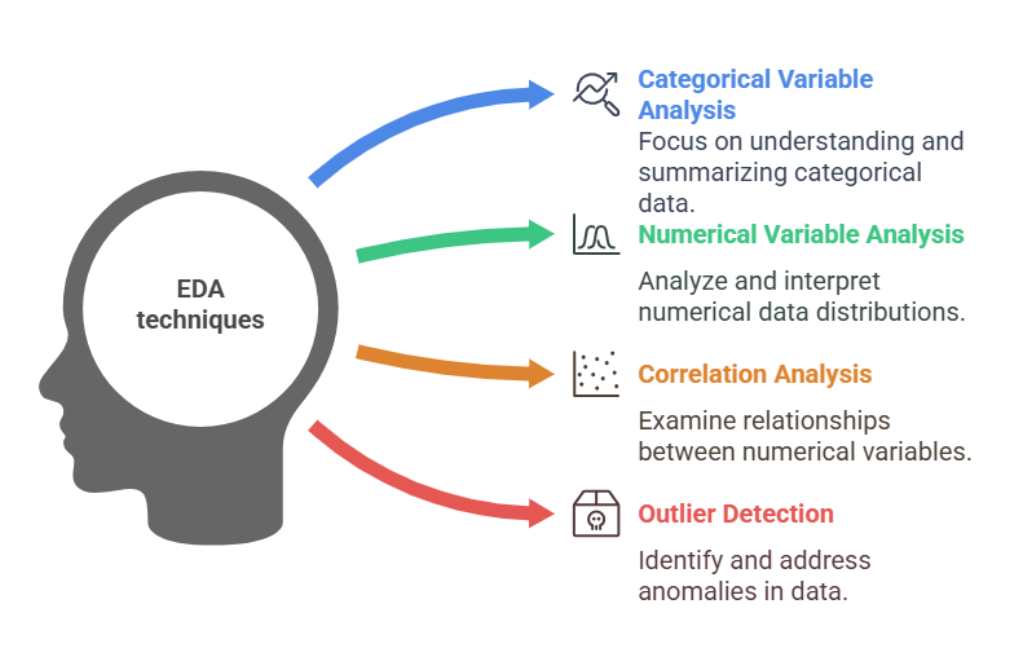 EDA
techniques
Categorical Variable
Analysis
Focus on understanding and
summarizing categorical
data.
Numerical Variable Analysis
Analyze and interpret
numerical data distributions.
Correlation Analysis
Examine relationships
between numerical variables.
Outlier Detection
Identify and address
anomalies in data.